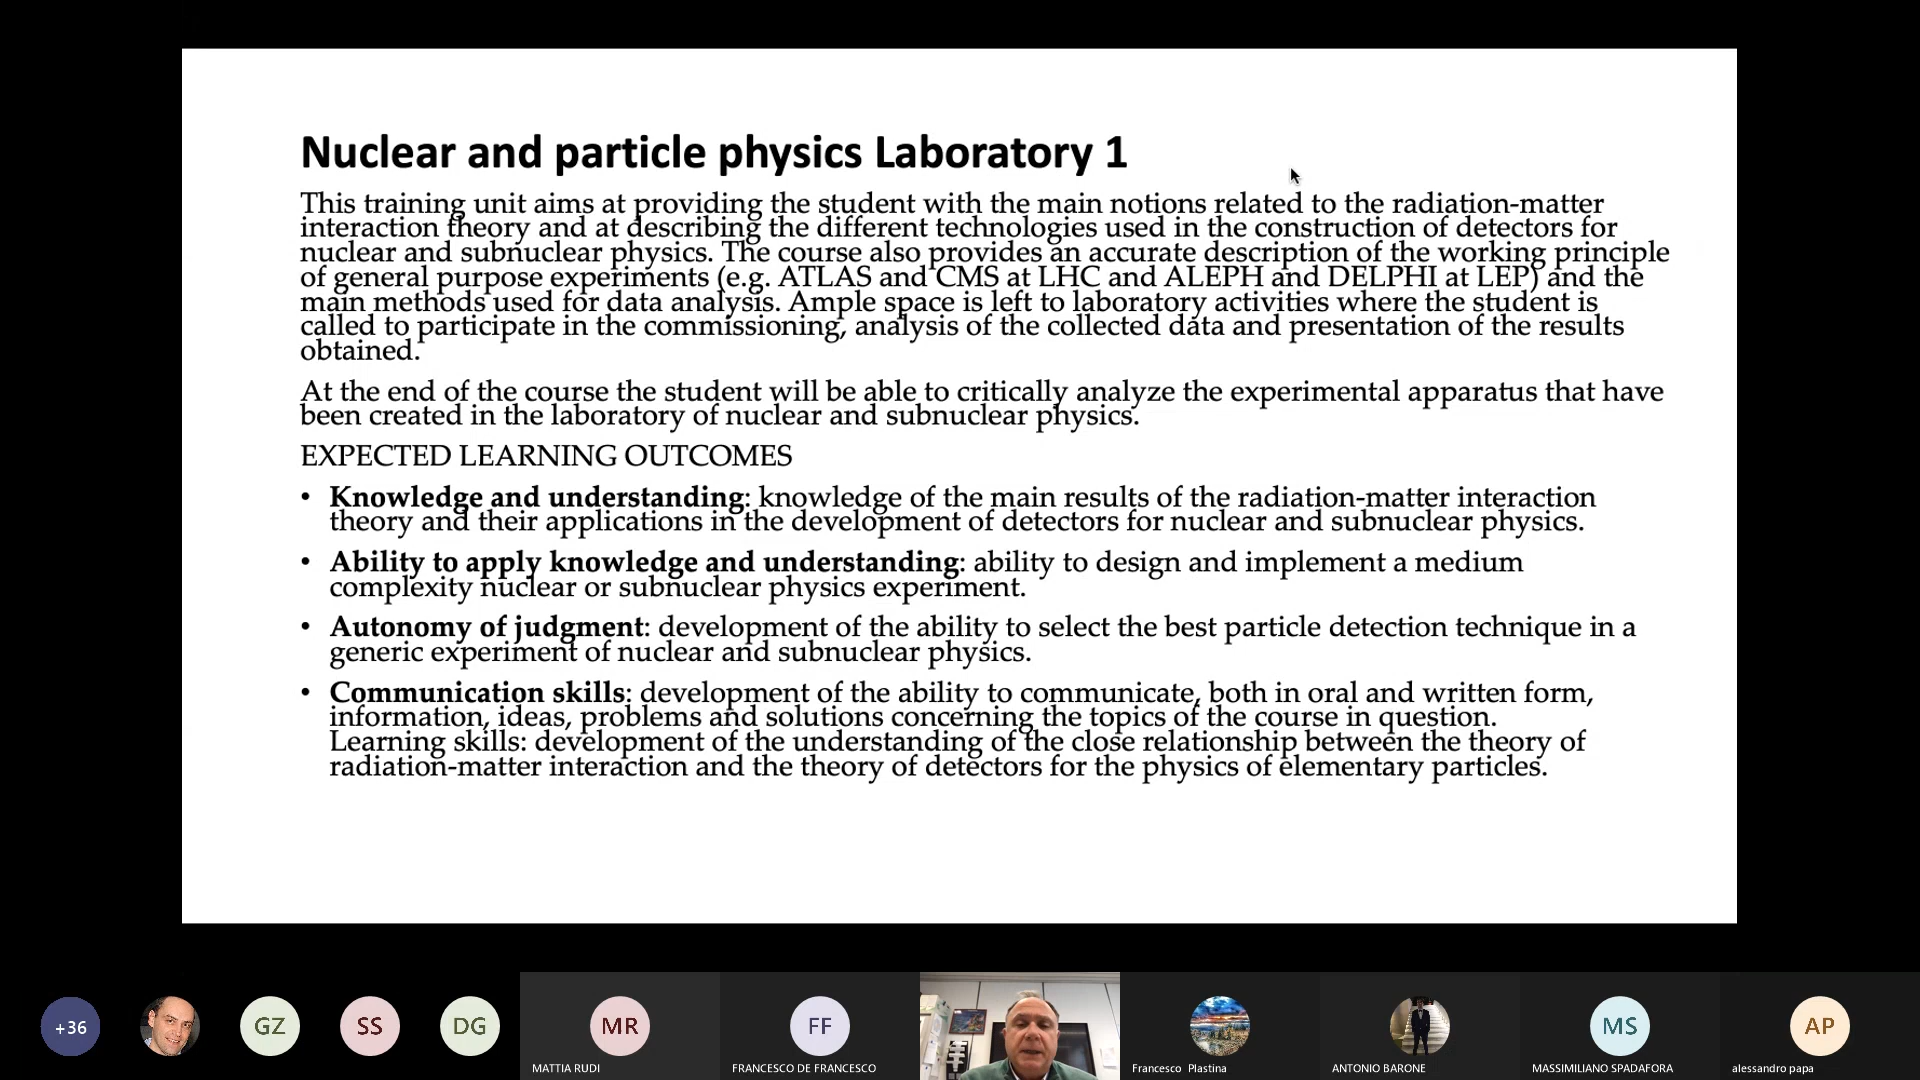 Nuclear and particle physics Laboratory 1
This training unit aims at providing the student with the main notions related to the radiation-matter
interaction theory and at describing the different technologies used in the construction of detectors for
nuclear and subnuclear physics. The course also provides an accurate description of the working principle
of general purpose experiments (e.g. ATLAS and CMS at LHC and ALEPH and DELPHI at LEP) and the
main methods used for data analysis. Ample space is left to laboratory activities where the student is
called to participate in the commissioning, analysis of the collected data and presentation of the results
obtained.
At the end of the course the student will be able to critically analyze the experimental apparatus that have
been created in the laboratory of nuclear and subnuclear physics.
EXPECTED LEARNING OUTCOMES
• Knowledge and understanding: knowledge of the main results of the radiation-matter interaction
theory and their applications in the development of detectors for nuclear and subnuclear physics.
• Ability to apply knowledge and understanding: ability to design and implement a medium
complexity nuclear or subnuclear physics experiment.
• Autonomy of judgment: development of the ability to select the best particle detection technique in a
generic experiment of nuclear and subnuclear physics.
• Communication skills: development of the ability to communicate, both in oral and written form,
information, ideas, problems and solutions concerning the topics of the course in question.
Learning skills: development of the understanding of the close relationship between the theory of
radiation-matter interaction and the theory of detectors for the physics of elementary particles.
+36
GZ
SS
DG
MR
FF
MS
AP
MATTIA RUDI
FRANCESCO DE FRANCESCO
Francesco Plastina
ANTONIO BARONE
MASSIMILIANO SPADAFORA
alessandro papa